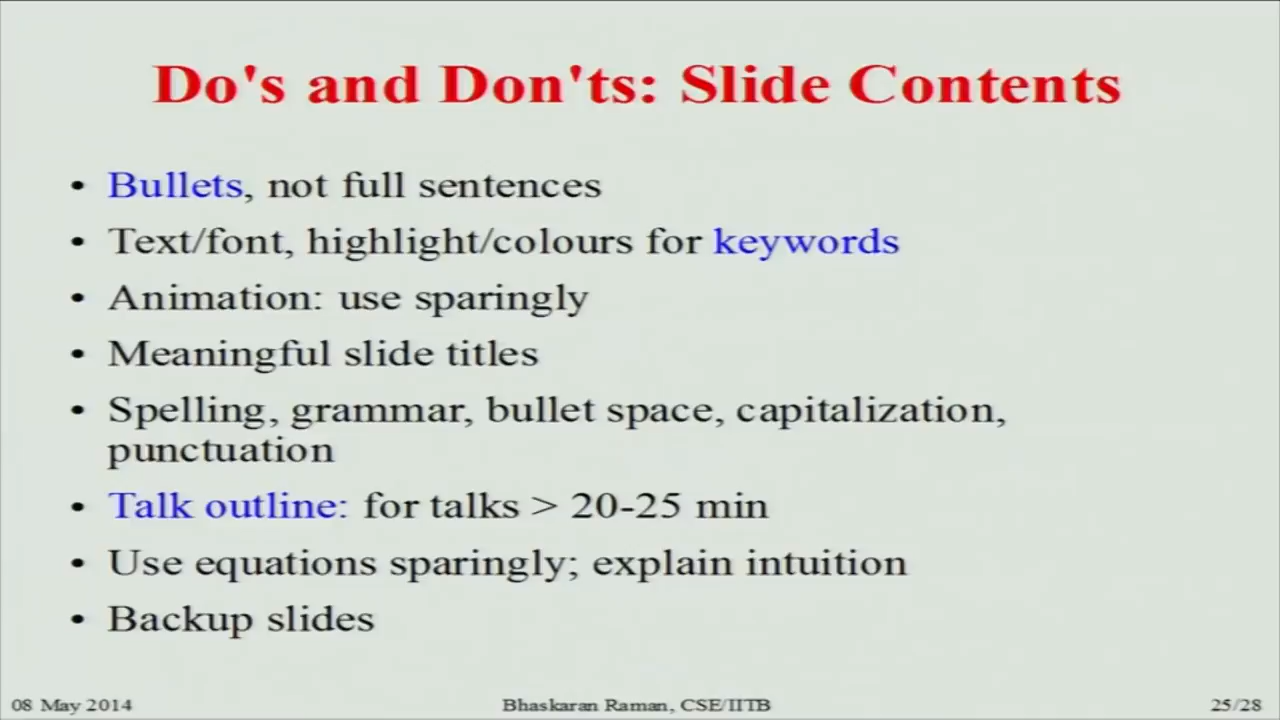 Do's and Don'ts: Slide Contents
• Bullets, not full sentences
• Text/font, highlight/colours for keywords
• Animation: use sparingly
• Meaningful slide titles
• Spelling, grammar, bullet space, capitalization,
punctuation
• Talk outline: for talks > 20-25 min
• Use equations sparingly; explain intuition
• Backup slides
08 May 2014 Bhaskaran Raman, CSE/IITB 25/28